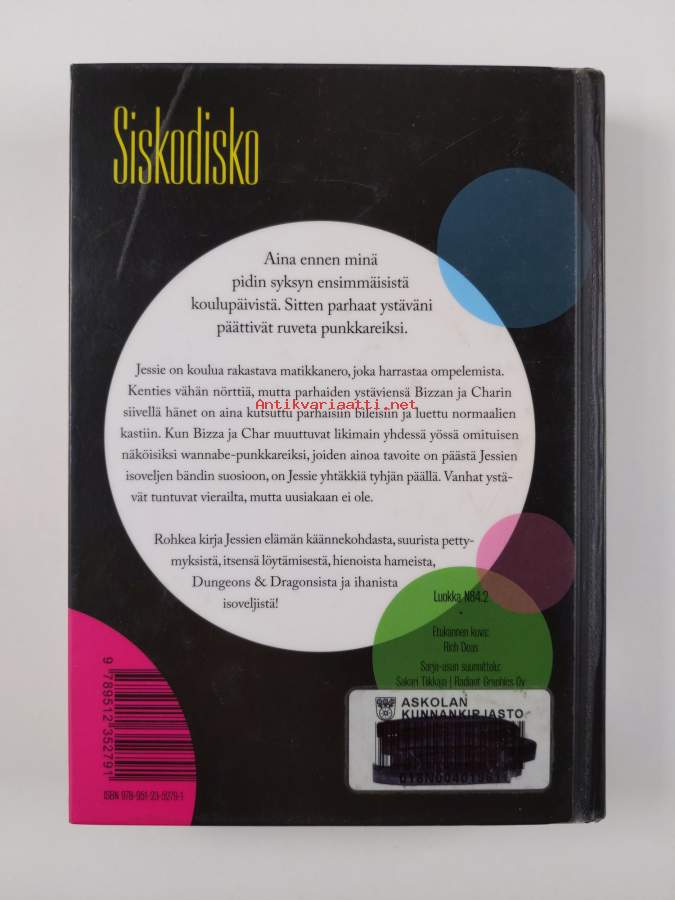 Siskodisko
Aina ennen minä
pidin syksyn ensimmäisistä
koulupäivistä. Sitten parhaat ystäväni
päättivät ruveta punkkareiksi.
Jessie on koulua rakastava matikkanero, joka harrastaa ompelemista.
Kenties vähän nörttiä, mutta parhaiden ystäviensä Bizzan ja Charin
Antikvariaatti.net
siivellä hänet on aina kutsuttu parhaisiin bileisiin ja luettu normaalien
kastiin. Kun Bizza ja Char muuttuvat likimain yhdessä yössä omituisen
näköisiksi wannabe-punkkareiksi, joiden ainoa tavoite on päästä Jessien
isoveljen bändin suosioon, on Jessie yhtäkkiä tyhjän päällä. Vanhat ystä-
vät tuntuvat vierailta, mutta uusiakaan ei ole.
Rohkea kirja Jessien elämän käännekohdasta, suurista petty-
myksistä, itsensä löytämisestä, hienoista hameista,
Dungeons & Dragonsista ja ihanista
isoveljistä!
Luokka N84.2
Etukannen kuva:
Rich Deas
Sarja-asun suunnittelu:
Sakari Tiikkaja | Radgot Graphics Oy
ASKOLAN
KUNNANKIRJASTO
9 789512 352791
ISBN 978-951-23-5279-1